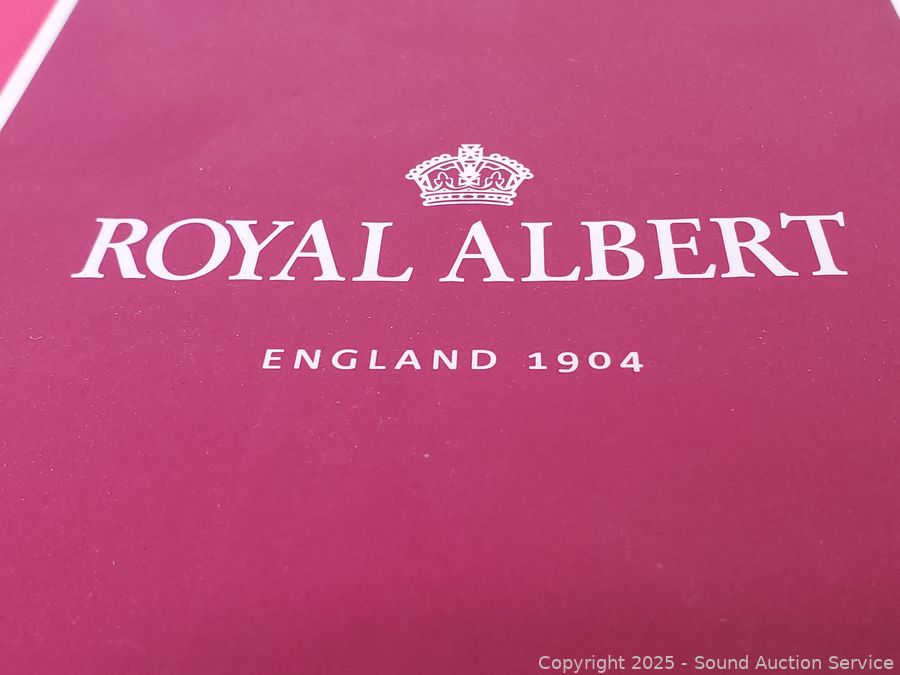 ROYAL ALBERT
ENGLAND 1904
Copyright 2025 - Sound Auction Service